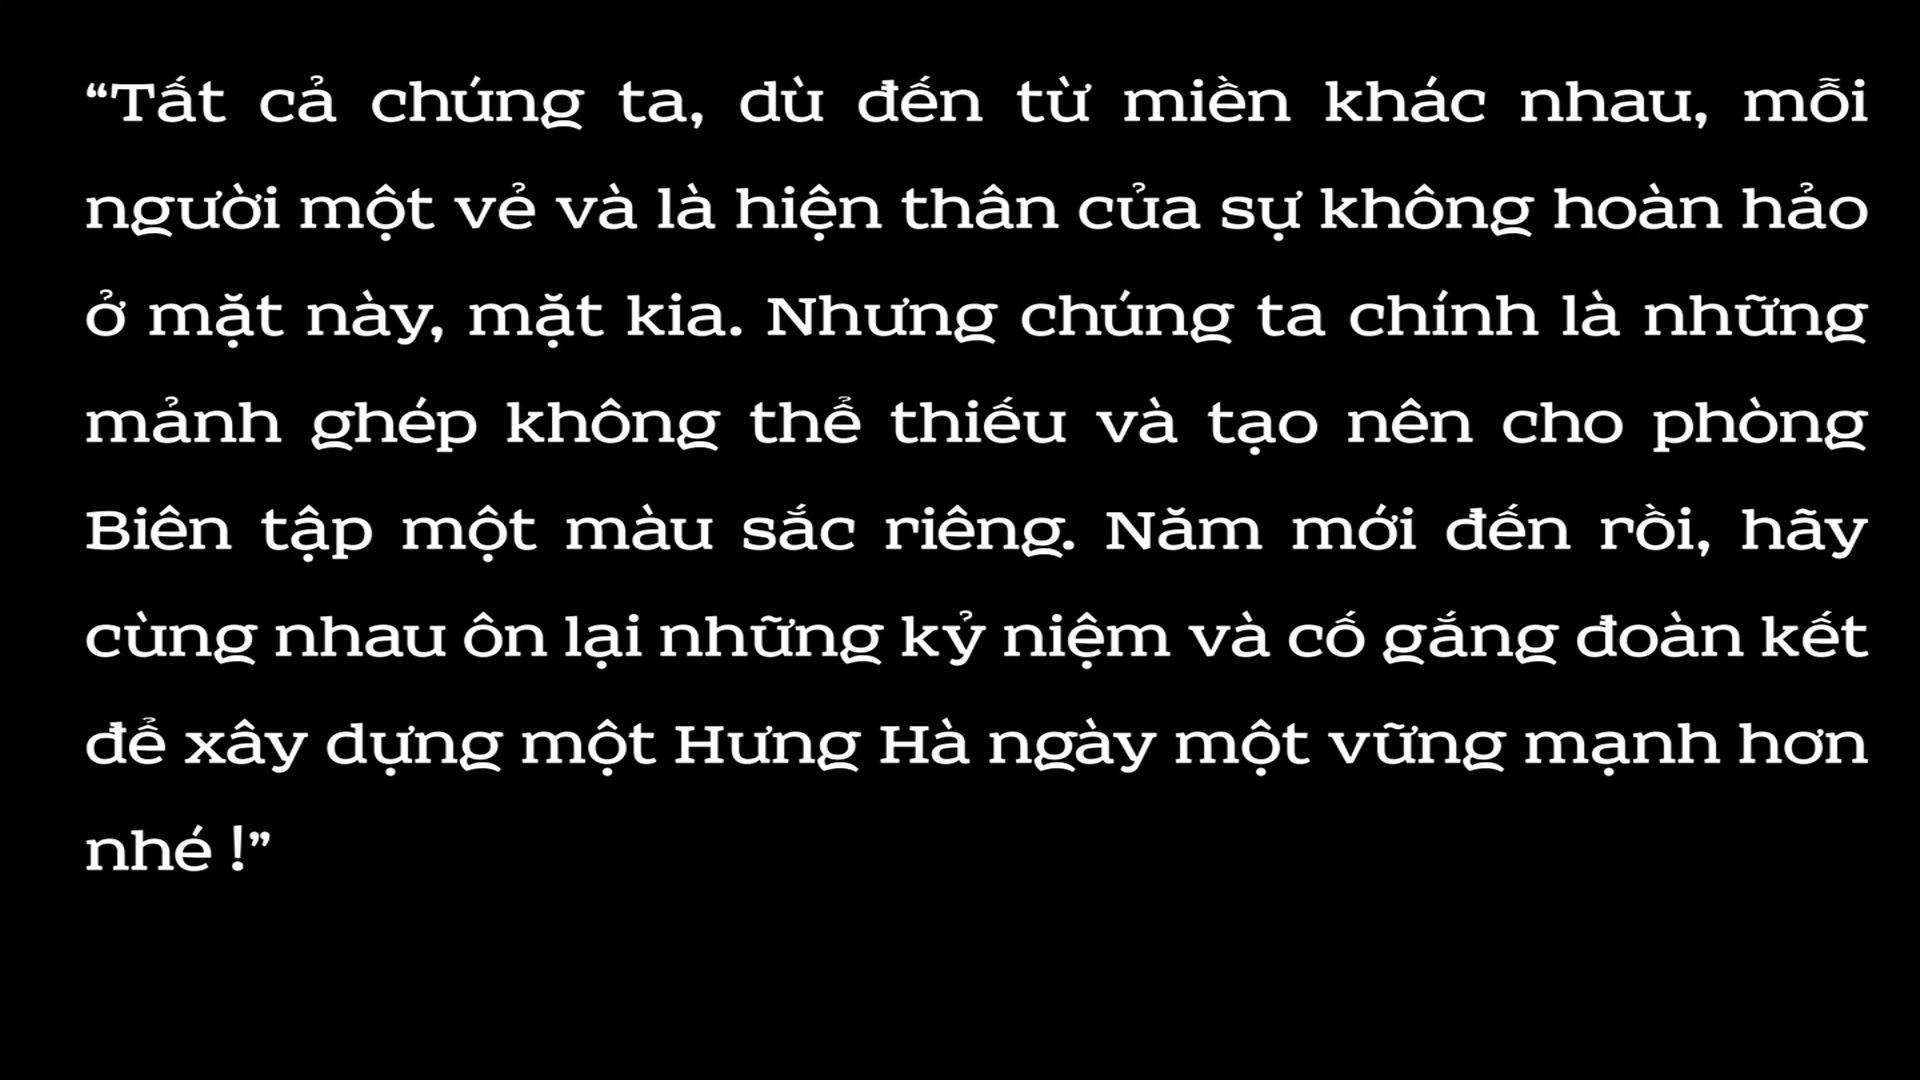 “Tất cả chúng ta, dù đến từ miền khác nhau, mỗi
người một vẻ và là hiện thân của sự không hoàn hảo
ở mặt này, mặt kia. Nhưng chúng ta chính là những
mảnh ghép không thể thiếu và tạo nên cho phòng
Biên tập một màu sắc riêng. Năm mới đến rồi, hãy
cùng nhau ôn lại những kỷ niệm và cố gắng đoàn kết
để xây dựng một Hưng Hà ngày một vững mạnh hơn
nhé !”